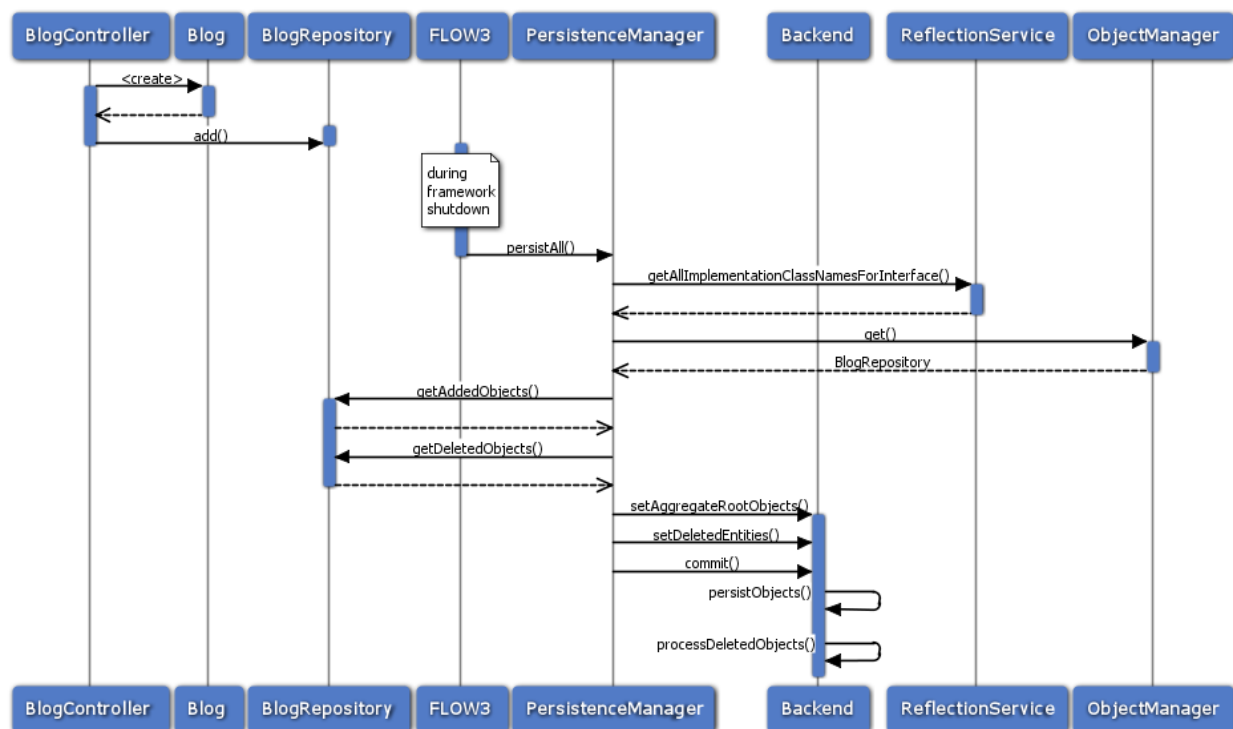 BlogController Blog BlogRepository FLOW3 PersistenceManager Backend ReflectionService ObjectManager
<create>
add()
during
framework
shutdown
persistAll()
getAllImplementationClassNamesForInterface()
get()
BlogRepository
getAddedObjects()
getDeletedObjects()
setAggregateRootObjects()
setDeletedEntities()
commit()
persistObjects()
processDeletedObjects()
BlogController Blog BlogRepository FLOW3 PersistenceManager Backend ReflectionService ObjectManager